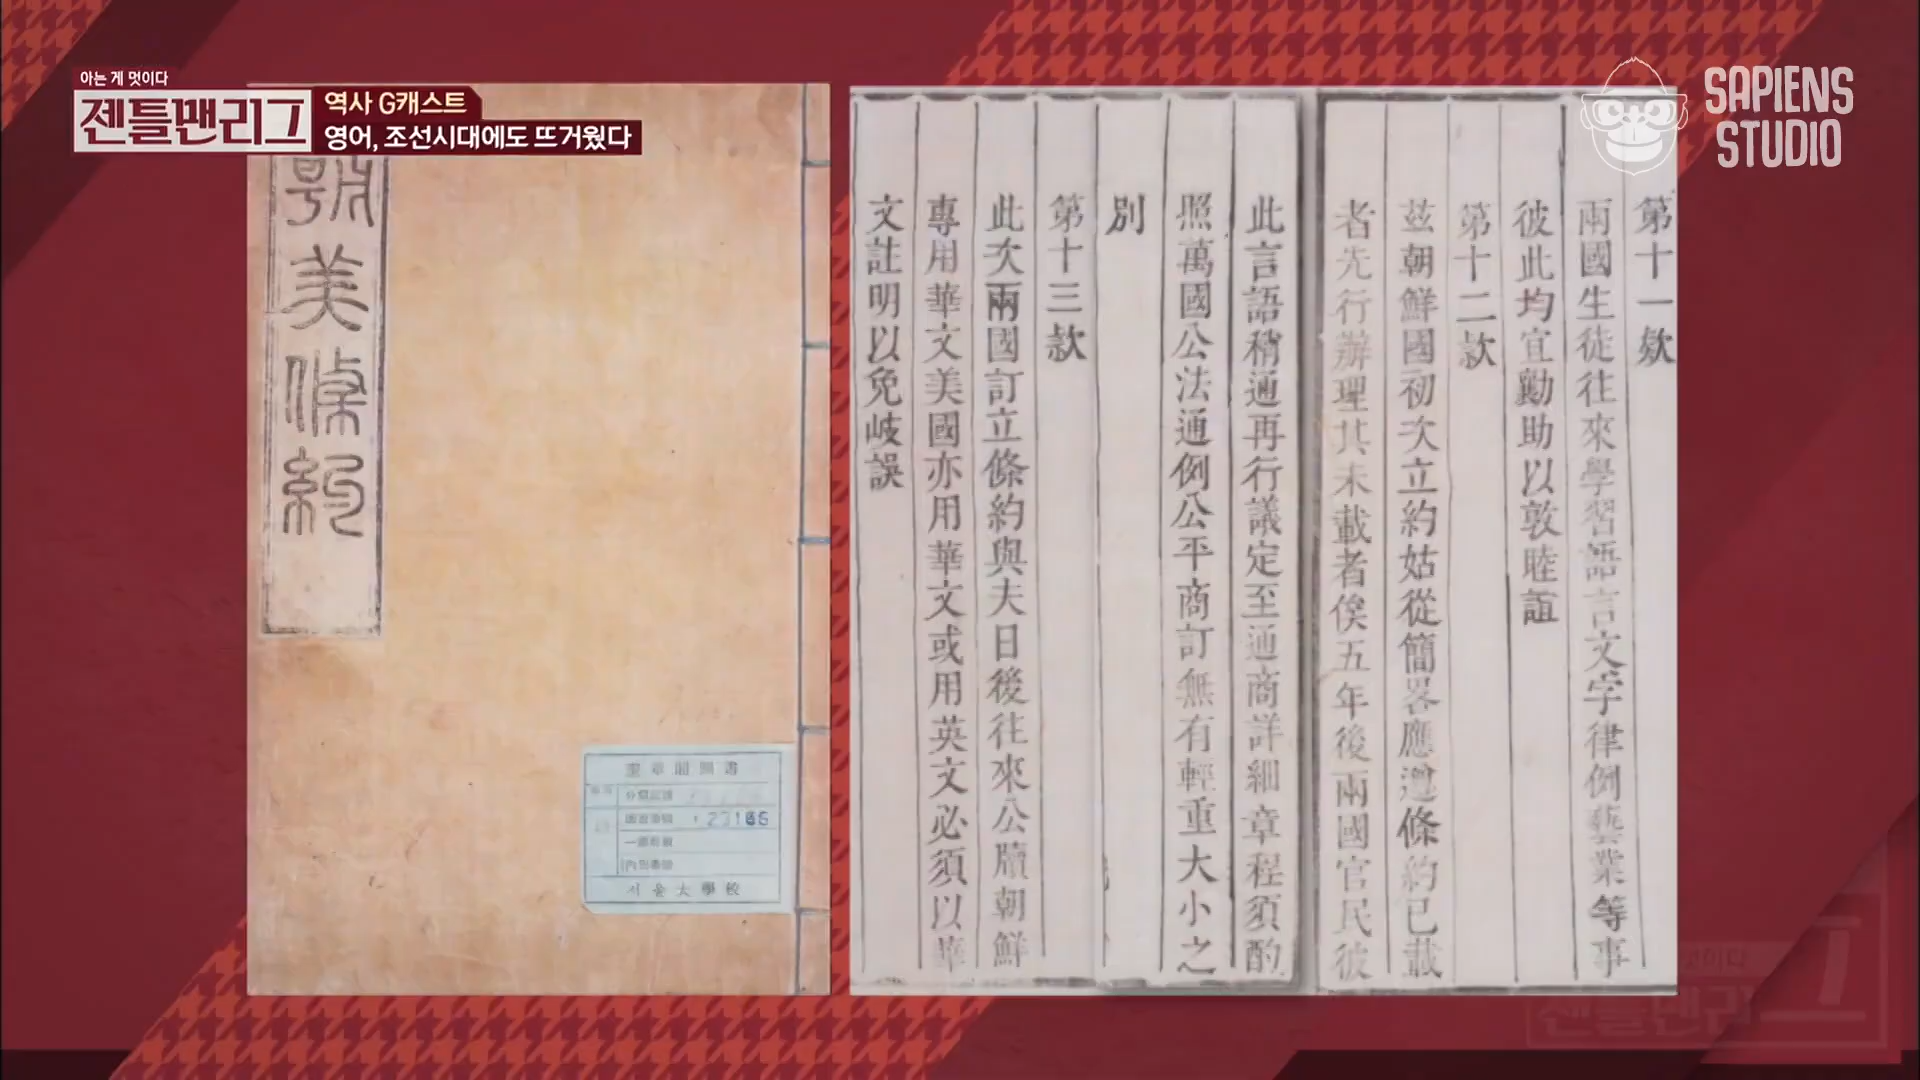 아는 게 멋이다
젠틀맨리그
역사 G캐스트
영어, 조선시대에도 뜨거웠다
SAPIENS
STUDIO
美條約
第十一款
兩國生徒往來學習語言文字律例藝業等事
彼此均宜勷助以敦睦誼
第十二款
玆朝鮮國初次立約姑從簡畧應遵條約已載
者先行辦理其未載者俟五年後兩國官民彼
此言語稍通再行議定至通商詳細章程須酌
照萬國公法通例公平商訂無有輕重大小之
別
第十三款
此次兩國訂立條約與夫日後往來公牘朝鮮
專用華文美國亦用華文或用英文必須以華
文註明以免岐誤
奎章閣圖書
서울大學校